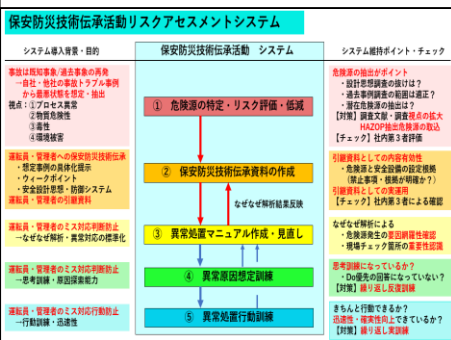 保安防災技術伝承活動リスクアセスメントシステム
システム導入背景・目的
事故は既知事象/過去事象の再発
→自社・他社の事故トラブル事例
から最悪状態を想定・抽出
視点:①プロセス異常
②物質危険性
③毒性
④環境被害
運転員・管理者への保安防災技術伝承
・想定事例の具体化提示
・ウィークポイント
・安全設計思想・防御システム
運転員・管理者の引継資料
運転員・管理者のミス対応判断防止
→なぜなぜ解析・異常対応の標準化
運転員・管理者のミス対応判断防止
→思考訓練・原因探索能力
運転員・管理者のミス対応行動防止
→行動訓練・迅速性
保安防災技術伝承活動 システム
① 危険源の特定・リスク評価・低減
② 保安防災技術伝承資料の作成
なぜなぜ解析結果反映
③ 異常処置マニュアル作成・見直し
④ 異常原因想定訓練
⑤ 異常処置行動訓練
システム維持ポイント・チェック
危険源の抽出がポイント
・設計思想調査の抜けは?
・過去事例調査の範囲は適正?
・潜在危険源の抽出は?
【対策】調査文献・調査視点の拡大
HAZOP抽出危険源の取込
【チェック】社内第3者評価
引継資料としての内容有効性
・危険源と安全設備の設定根拠
(禁止事項・根拠が明確か?)
引継資料としての実運用
【チェック】社内第3者による確認
なぜなぜ解析による
・危険源発生の要因網羅性確認
・現場チェック箇所の重要性認識
思考訓練になっているか?
・Do優先の回答になっていない?
【対策】繰り返し反復訓練
きちんと行動できるか?
迅速性・確実性向上できているか?
【対策】繰り返し実訓練